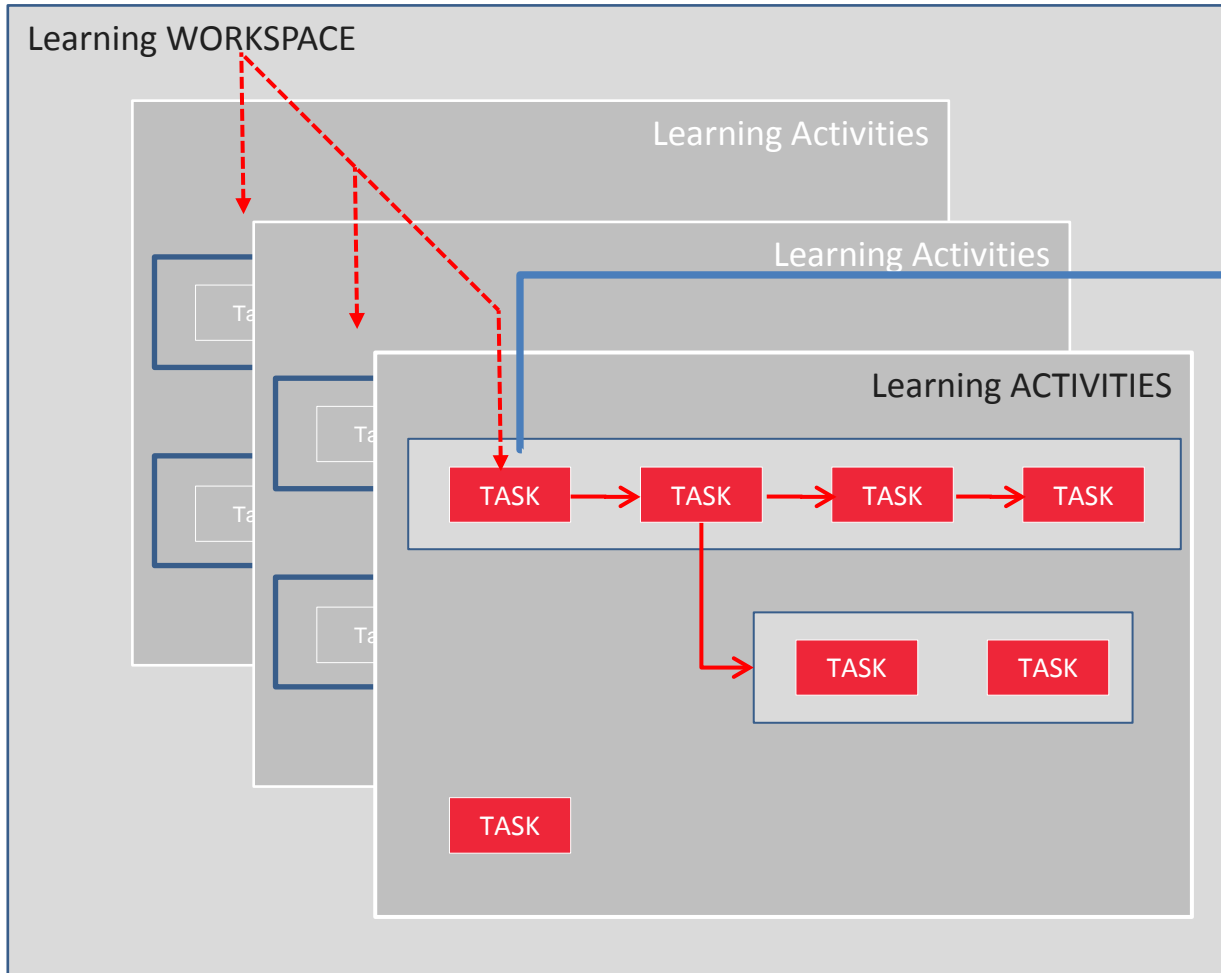 Learning WORKSPACE
Learning Activities
Learning Activities
Learning ACTIVITIES
TASK TASK TASK TASK
TASK TASK
TASK